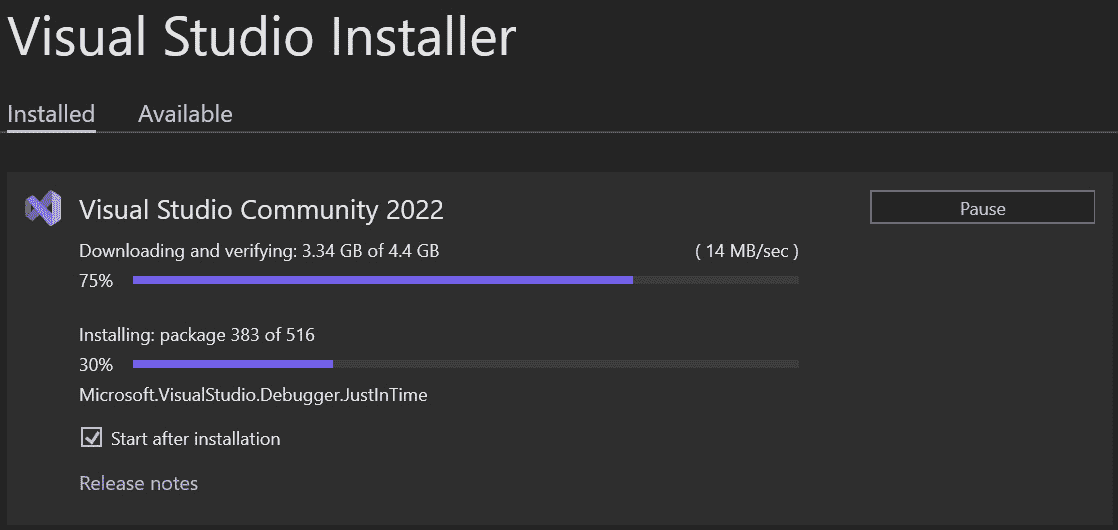 Visual Studio Installer
Installed Available
Visual Studio Community 2022 Pause
Downloading and verifying: 3.34 GB of 4.4 GB ( 14 MB/sec )
75%
Installing: package 383 of 516
30%
Microsoft.VisualStudio.Debugger.JustInTime
Start after installation
Release notes